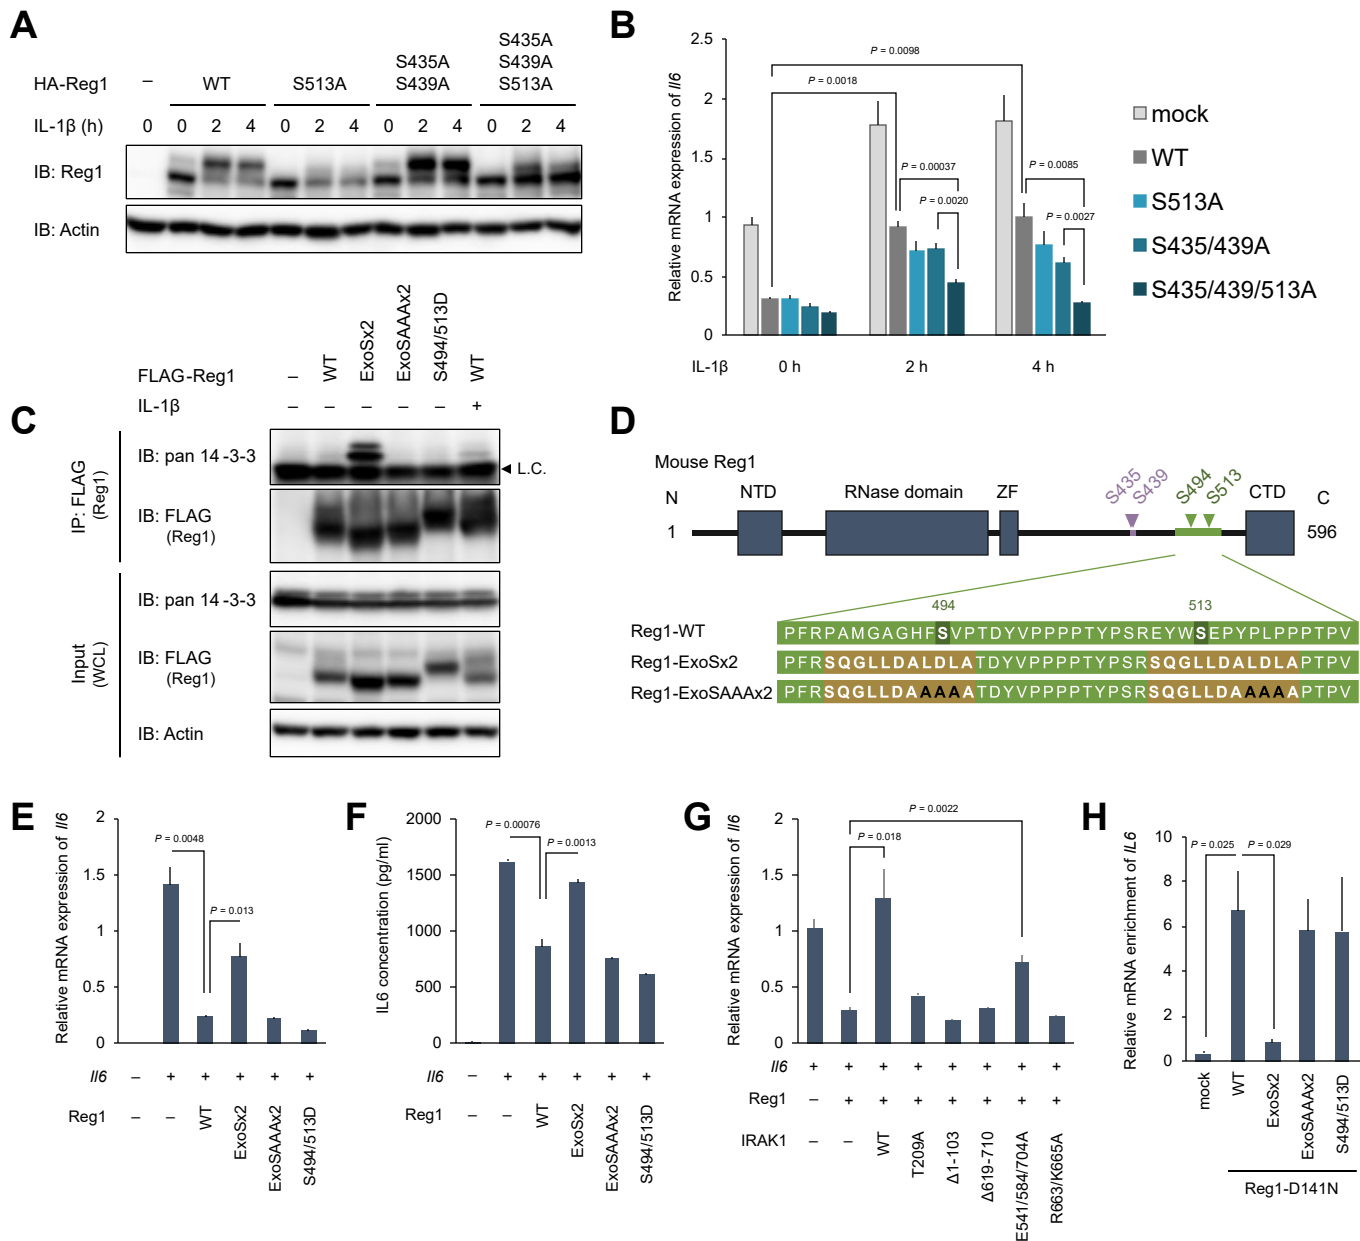 A
HA-Reg1
–
WT
S513A
S435A
S439A
S435A
S439A
S513A
IL-1β (h)
0 0 2 4 0 2 4 0 2 4 0 2 4
IB: Reg1
IB: Actin
B
Relative mRNA expression of Il6
2.5
2
1.5
1
0.5
0
P = 0.0098
P = 0.0018
P = 0.00037
P = 0.0020
P = 0.0085
P = 0.0027
IL-1β 0 h 2 h 4 h
mock
WT
S513A
S435/439A
S435/439/513A
C
FLAG-Reg1 – WT ExoSx2 ExoSAAAx2 S494/513D WT
IL-1β – – – – – +
IP: FLAG
(Reg1)
IB: pan 14-3-3
L.C.
IB: FLAG
(Reg1)
Input
(WCL)
IB: pan 14-3-3
IB: FLAG
(Reg1)
IB: Actin
D
Mouse Reg1
N
1
NTD
RNase domain
ZF
S435
S439
S494
S513
CTD
C
596
494 513
Reg1-WT PFRPAMGAGHFSVPTDYVPPPPTYPSREYWSEPYPLPPPTPV
Reg1-ExoSx2 PFRSQGLLDALDLATDYVPPPPTYPSRSQGLLDALDLAPTPV
Reg1-ExoSAAAx2 PFRSQGLLDAAAAATDYVPPPPTYPSRSQGLLDAAAAAPTPV
E
Relative mRNA expression of Il6
2
1.5
1
0.5
0
P = 0.0048
P = 0.013
Il6 – + + + + +
Reg1 – – WT ExoSx2 ExoSAAAx2 S494/513D
F
IL6 concentration (pg/ml)
2000
1500
1000
500
0
P = 0.00076
P = 0.0013
Il6 – + + + + +
Reg1 – – WT ExoSx2 ExoSAAAx2 S494/513D
G
Relative mRNA expression of Il6
2
1.5
1
0.5
0
P = 0.0022
P = 0.018
Il6 + + + + + + + +
Reg1 – + + + + + + +
IRAK1 – – WT T209A Δ1-103 Δ619-710 E541/584/704A R663/K665A
H
Relative mRNA enrichment of IL6
10
8
6
4
2
0
P = 0.025
P = 0.029
mock WT ExoSx2 ExoSAAAx2 S494/513D
Reg1-D141N